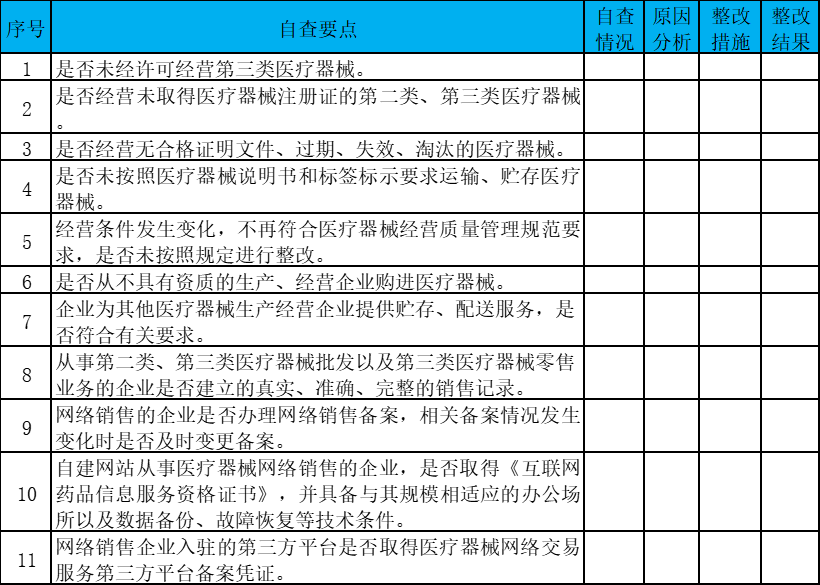 序号 自查要点 自查情况 原因分析 整改措施 整改结果
1 是否未经许可经营第三类医疗器械。
2 是否经营未取得医疗器械注册证的第二类、第三类医疗器械
。
3 是否经营无合格证明文件、过期、失效、淘汰的医疗器械。
4 是否未按照医疗器械说明书和标签标示要求运输、贮存医疗
器械。
5 经营条件发生变化，不再符合医疗器械经营质量管理规范要
求，是否未按照规定进行整改。
6 是否从不具有资质的生产、经营企业购进医疗器械。
7 企业为其他医疗器械生产经营企业提供贮存、配送服务，是
否符合有关要求。
8 从事第二类、第三类医疗器械批发以及第三类医疗器械零售
业务的企业是否建立的真实、准确、完整的销售记录。
9 网络销售的企业是否办理网络销售备案，相关备案情况发生
变化时是否及时变更备案。
10 自建网站从事医疗器械网络销售的企业，是否取得《互联网
药品信息服务资格证书》，并具备与其规模相适应的办公场
所以及数据备份、故障恢复等技术条件。
11 网络销售企业入驻的第三方平台是否取得医疗器械网络交易
服务第三方平台备案凭证。